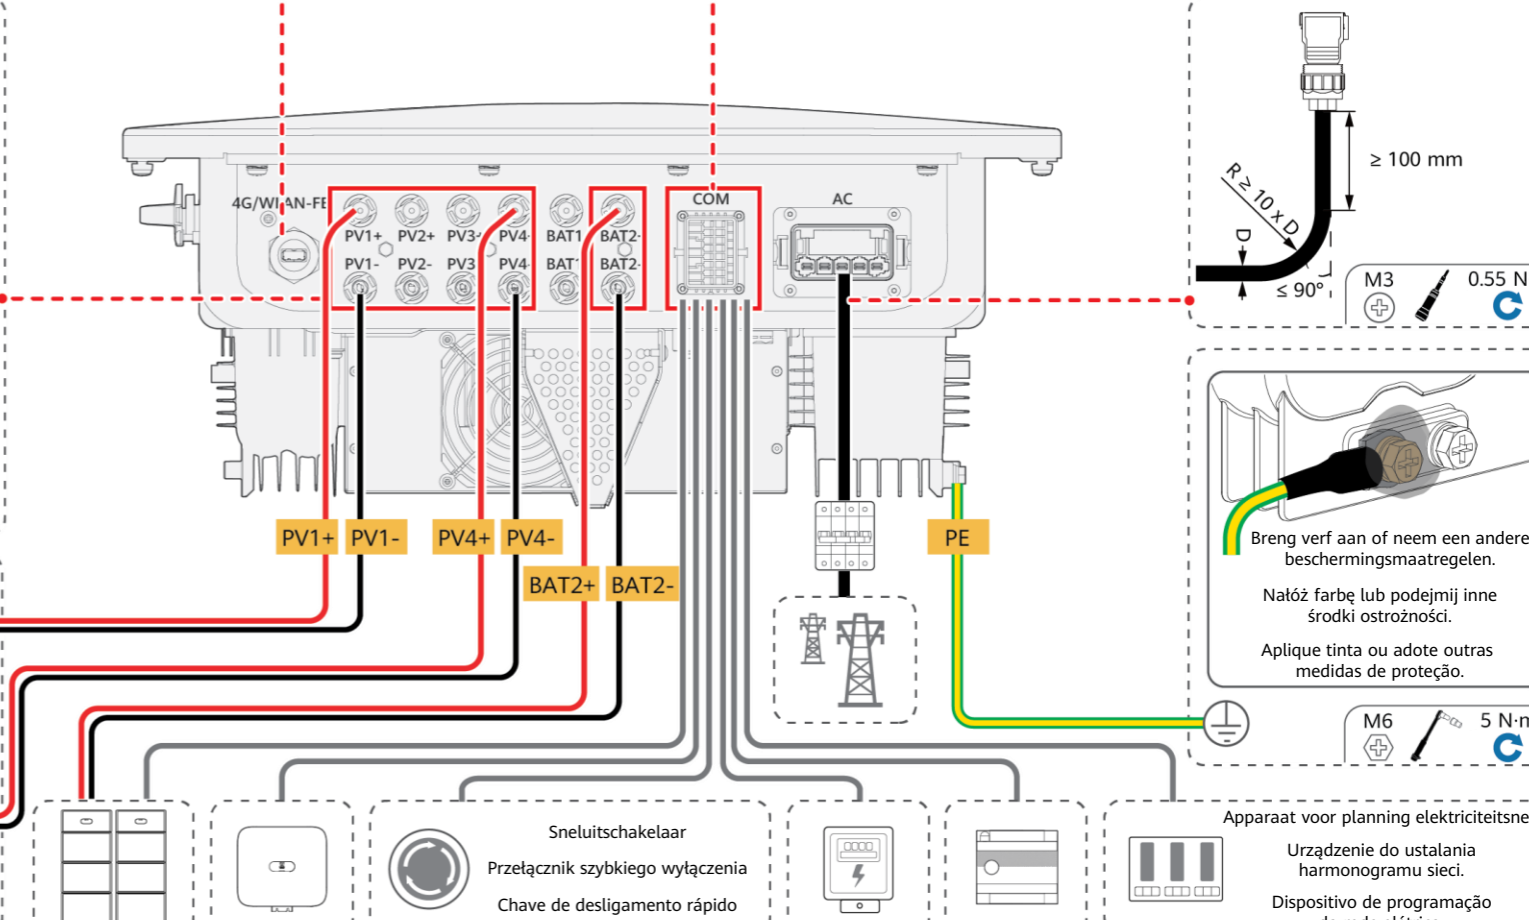 4G/WLAN-FE
COM
AC
PV1+ PV2+ PV3+ PV4+ BAT1+ BAT2+
PV1- PV2- PV3- PV4- BAT1- BAT2-
PV1+ PV1- PV4+ PV4- PE
BAT2+ BAT2-
≥ 100 mm
R ≥ 10 x D
D
≤ 90°
M3 0.55 N
Breng verf aan of neem een andere
beschermingsmaatregelen.
Nałóż farbę lub podejmij inne
środki ostrożności.
Aplique tinta ou adote outras
medidas de proteção.
M6 5 N·m
Sneluitschakelaar
Przełącznik szybkiego wyłączenia
Chave de desligamento rápido
Apparaat voor planning elektriciteitsne
Urządzenie do ustalania
harmonogramu sieci.
Dispositivo de programação